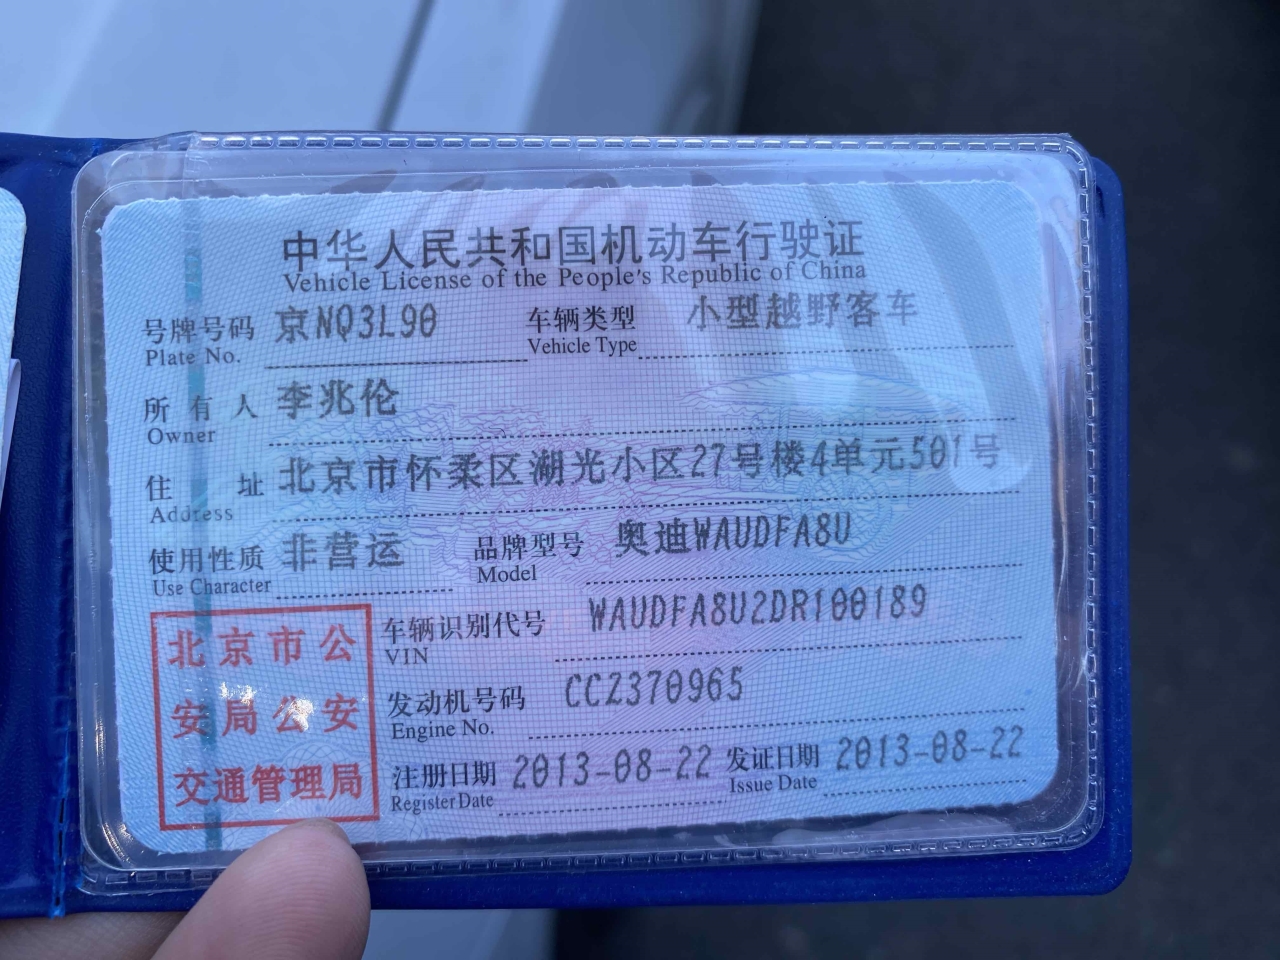 中华人民共和国机动车行驶证
Vehicle License of the People's Republic of China
号牌号码 京NQ3L90 车辆类型 小型越野客车
Plate No. Vehicle Type
所有人 李兆伦
Owner
住址 北京市怀柔区湖光小区27号楼4单元501号
Address
使用性质 非营运 品牌型号 奥迪WAUDFA8U
Use Character Model
北京市公
安局公安
交通管理局
车辆识别代号 WAUDFA8U2DR100189
VIN
发动机号码 CCZ370965
Engine No.
注册日期 2013-08-22 发证日期 2013-08-22
Register Date Issue Date